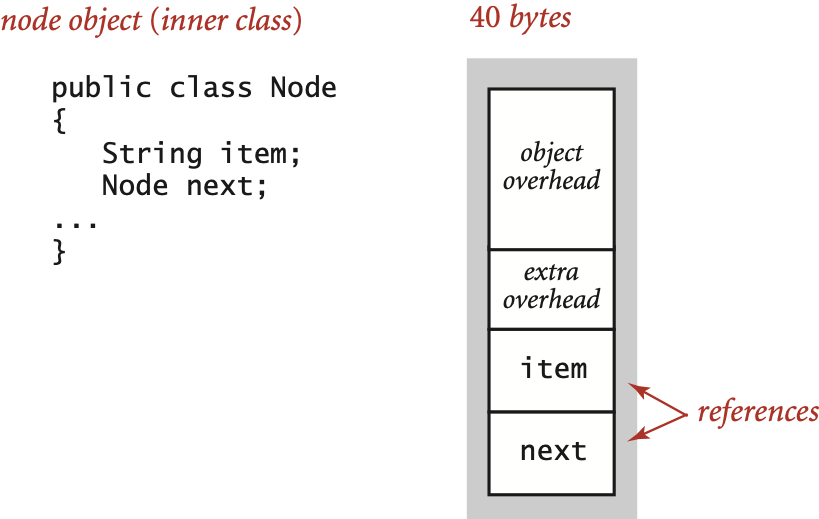 node object (inner class)
public class Node
{
String item;
Node next;
...
}
40 bytes
object
overhead
extra
overhead
item
next
references